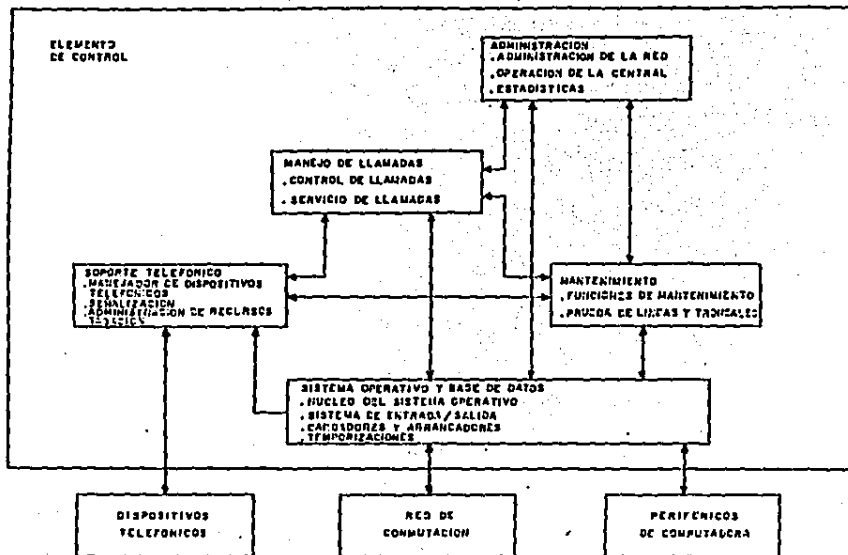 ELEMENTO
DE CONTROL
ADMINISTRACION
.ADMINISTRACION DE LA RED
.OPERACION DE LA CENTRAL
.ESTADISTICAS
MANEJO DE LLAMADAS
.CONTROL DE LLAMADAS
.SERVICIO DE LLAMADAS
SOPORTE TELEFONICO
.MANEJADOR DE DISPOSITIVOS
TELEFONICOS
.SEÑALIZACION
.ADMINISTRACION DE RECURSOS
TASACION
MANTENIMIENTO
.FUNCIONES DE MANTENIMIENTO
.PRUEBA DE LINEAS Y TRONCALES
SISTEMA OPERATIVO Y BASE DE DATOS
.NUCLEO DEL SISTEMA OPERATIVO
.SISTEMA DE ENTRADA/SALIDA
.CARGADORES Y ARRANCADORES
.TEMPORIZACIONES
DISPOSITIVOS
TELEFONICOS
RED DE
CONMUTACION
PERIFERICOS
DE COMPUTADORA